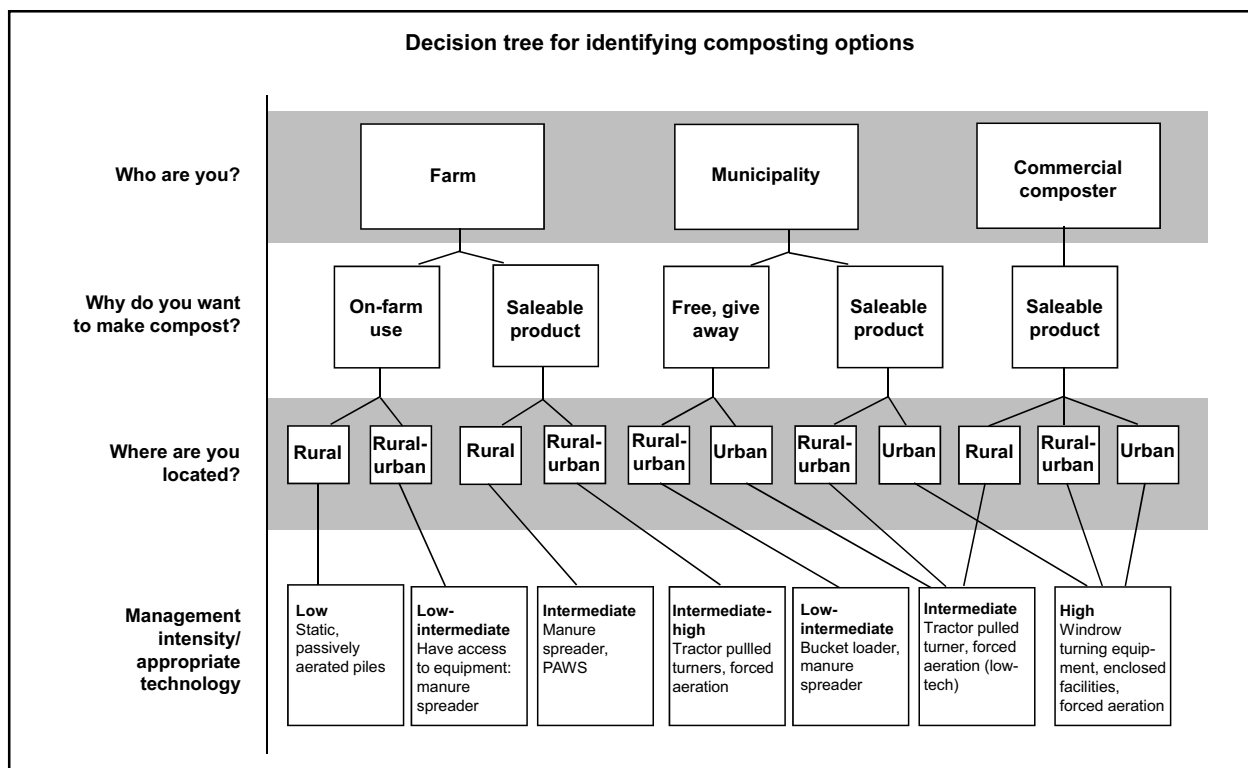 Decision tree for identifying composting options
Who are you?
Farm
Municipality
Commercial
composter
Why do you want
to make compost?
On-farm
use
Saleable
product
Free, give
away
Saleable
product
Saleable
product
Where are you
located?
Rural
Rural-
urban
Rural
Rural-
urban
Rural-
urban
Urban
Rural-
urban
Urban
Rural
Rural-
urban
Urban
Management
intensity/
appropriate
technology
Low
Static,
passively
aerated piles
Low-
intermediate
Have access
to equipment:
manure
spreader
Intermediate
Manure
spreader,
PAWS
Intermediate-
high
Tractor pullled
turners, forced
aeration
Low-
intermediate
Bucket loader,
manure
spreader
Intermediate
Tractor pulled
turner, forced
aeration (low-
tech)
High
Windrow
turning equip-
ment, enclosed
facilities,
forced aeration